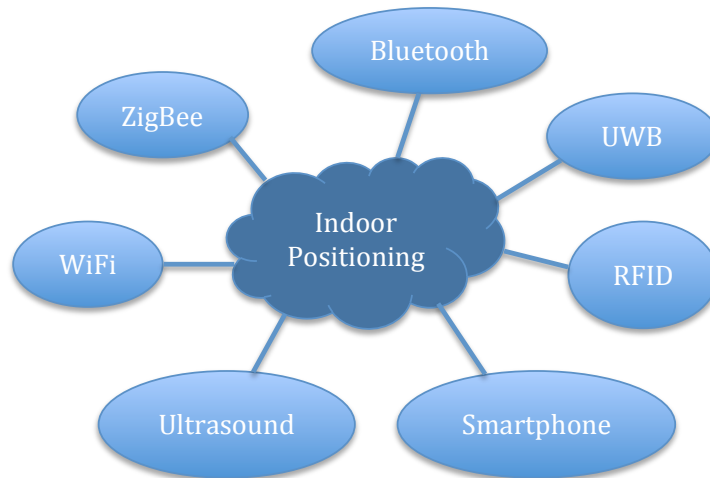 Bluetooth
ZigBee
UWB
Indoor
Positioning
WiFi
RFID
Ultrasound
Smartphone